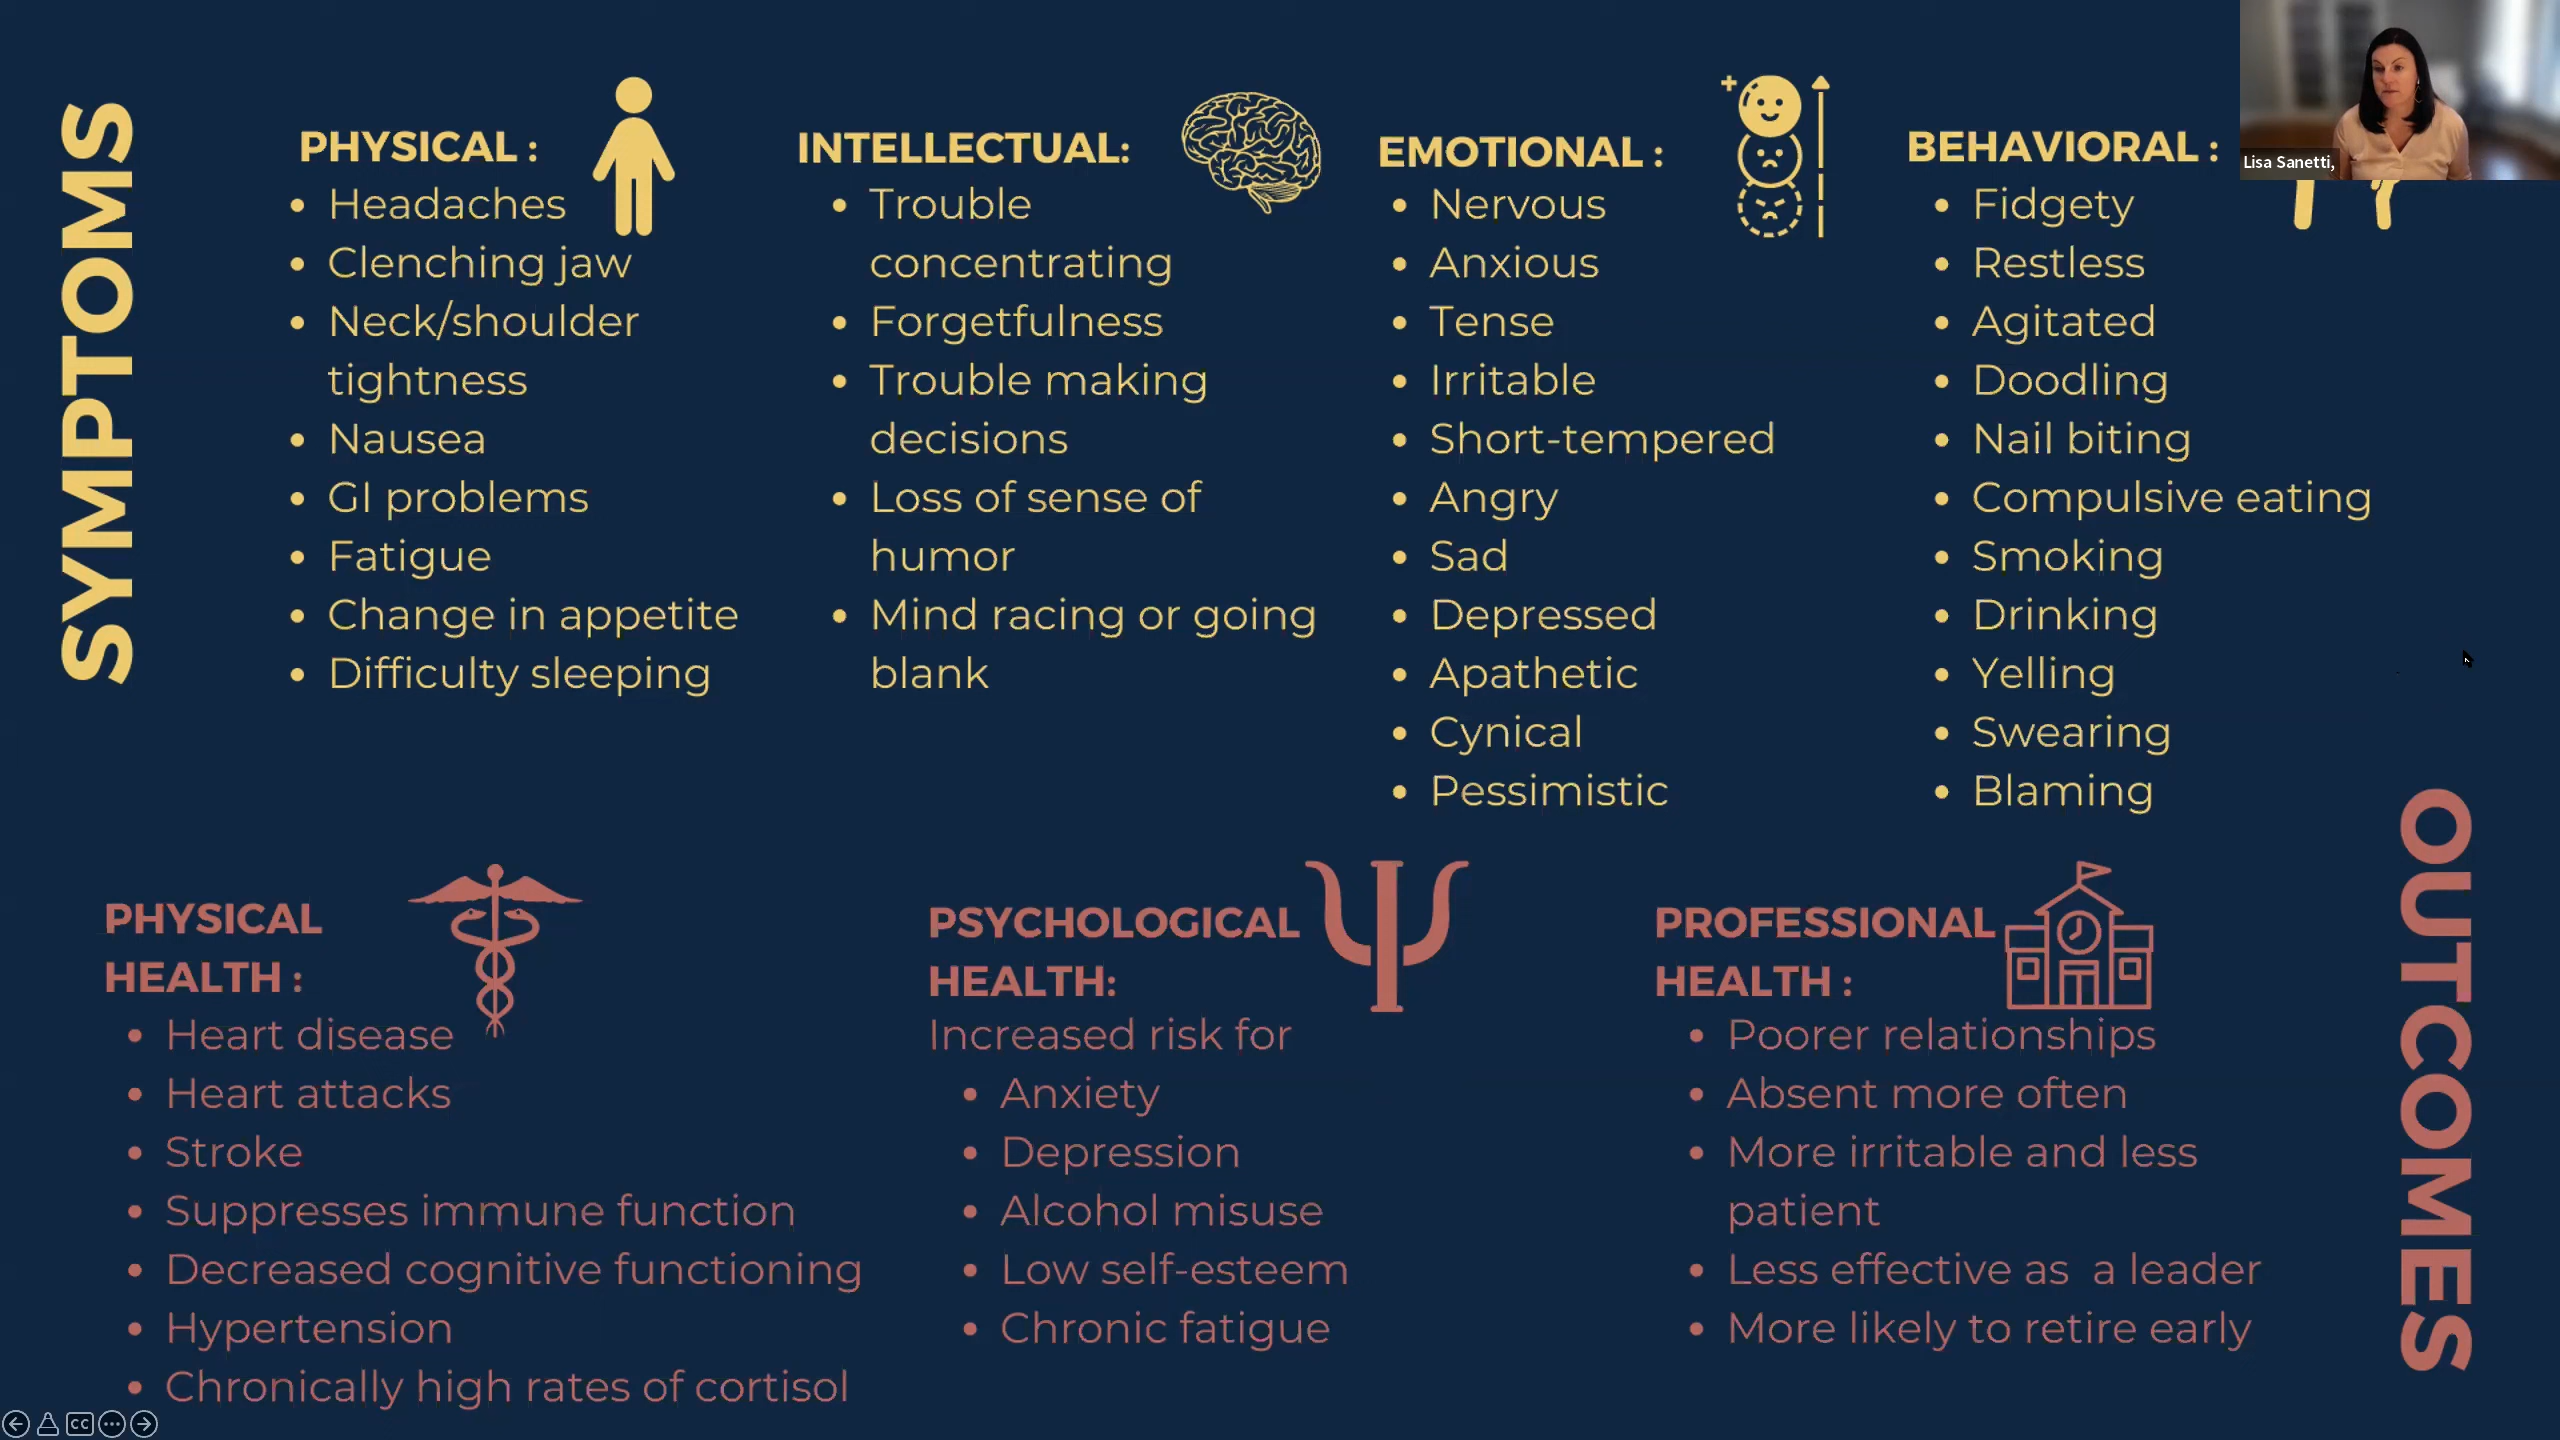 SYMPTOMS
PHYSICAL :
Headaches
Clenching jaw
Neck/shoulder
tightness
Nausea
GI problems
Fatigue
Change in appetite
Difficulty sleeping
INTELLECTUAL:
Trouble
concentrating
Forgetfulness
Trouble making
decisions
Loss of sense of
humor
Mind racing or going
blank
EMOTIONAL :
Nervous
Anxious
Tense
Irritable
Short-tempered
Angry
Sad
Depressed
Apathetic
Cynical
Pessimistic
BEHAVIORAL :
Fidgety
Restless
Agitated
Doodling
Nail biting
Compulsive eating
Smoking
Drinking
Yelling
Swearing
Blaming
Lisa Sanetti,
OUTCOMES
PHYSICAL
HEALTH :
Heart disease
Heart attacks
Stroke
Suppresses immune function
Decreased cognitive functioning
Hypertension
Chronically high rates of cortisol
PSYCHOLOGICAL
HEALTH:
Increased risk for
Anxiety
Depression
Alcohol misuse
Low self-esteem
Chronic fatigue
PROFESSIONAL
HEALTH :
Poorer relationships
Absent more often
More irritable and less
patient
Less effective as  a leader
More likely to retire early
CC